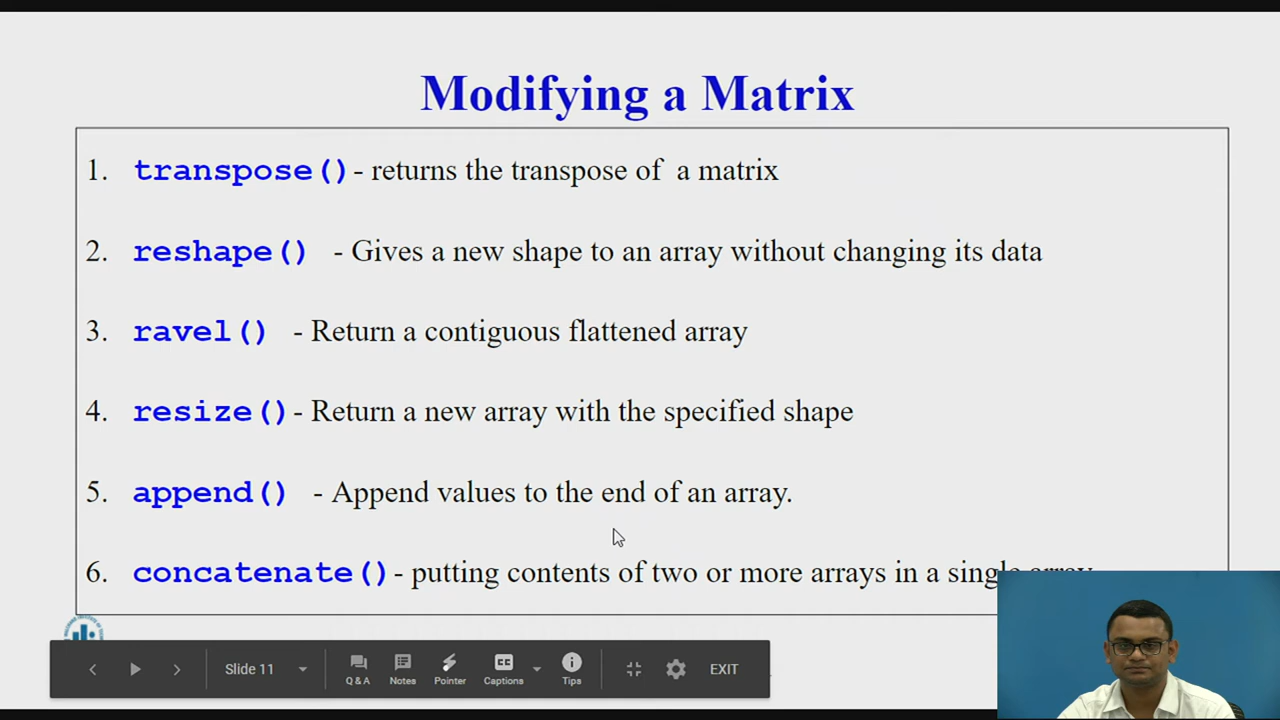 Modifying a Matrix
1. transpose()- returns the transpose of a matrix
2. reshape() - Gives a new shape to an array without changing its data
3. ravel() - Return a contiguous flattened array
4. resize()- Return a new array with the specified shape
5. append() - Append values to the end of an array.
6. concatenate()- putting contents of two or more arrays in a single array
Slide 11 Q & A Notes Pointer CC Captions Tips EXIT